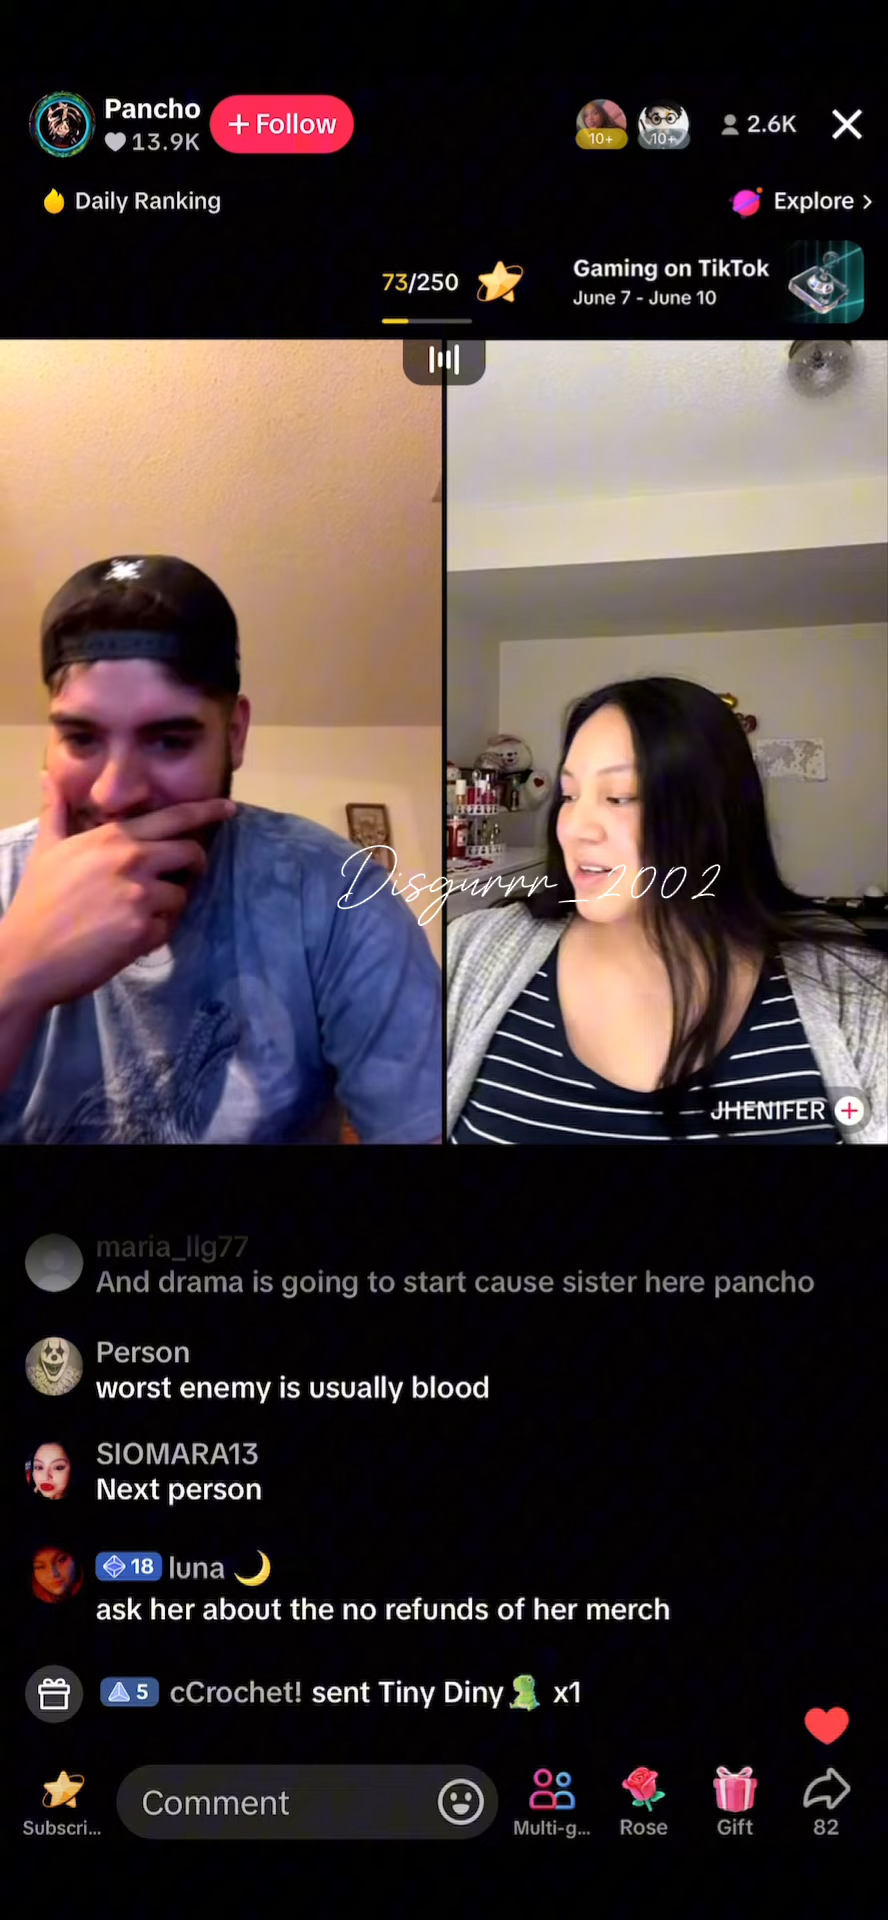 Pancho
13.9K
+ Follow
10+
10+
2.6K
Daily Ranking
Explore >
73/250
Gaming on TikTok
June 7 - June 10
Disgurrr_2002
JHENIFER
maria_llg77
And drama is going to start cause sister here pancho
Person
worst enemy is usually blood
SIOMARA13
Next person
18 luna 🌙
ask her about the no refunds of her merch
5 cCrochet! sent Tiny Diny x1
Comment
Subscri...
Multi-g...
Rose
Gift
82